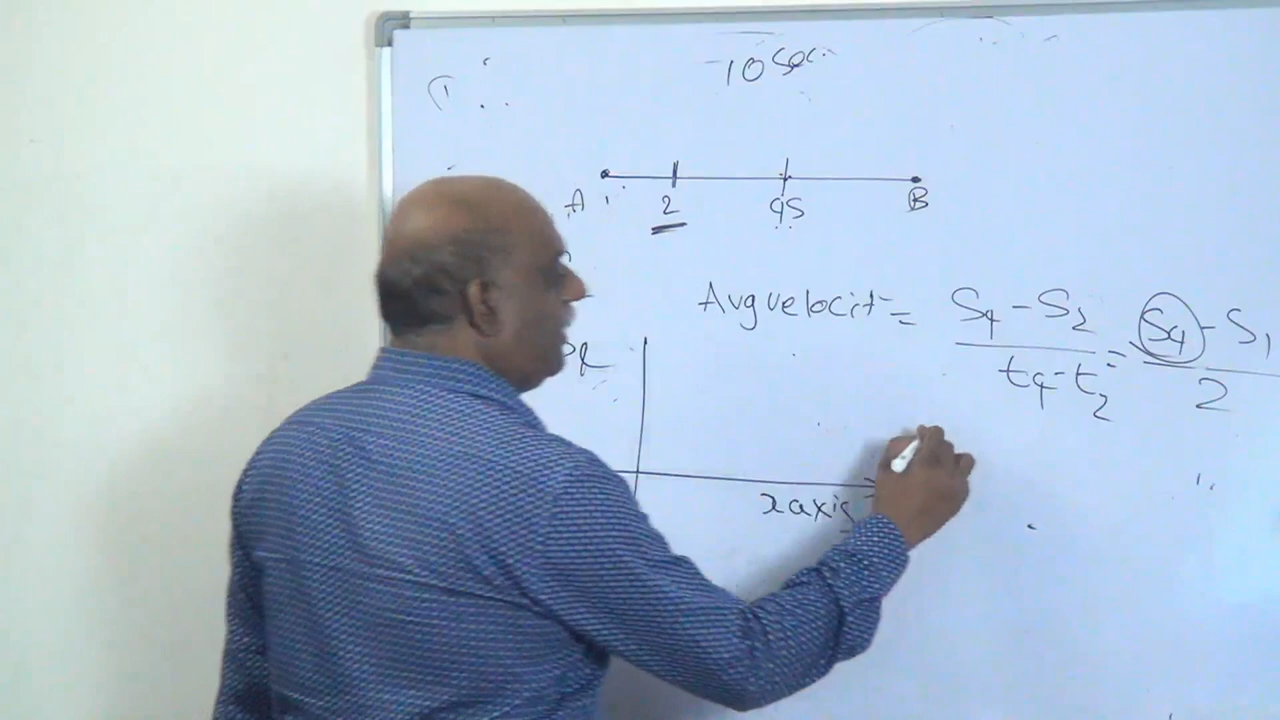 10 Sec.
A 2 4S B
Avg velocit = S4 - S2 / t4 - t2 = S4 - S1 / 2
x axis